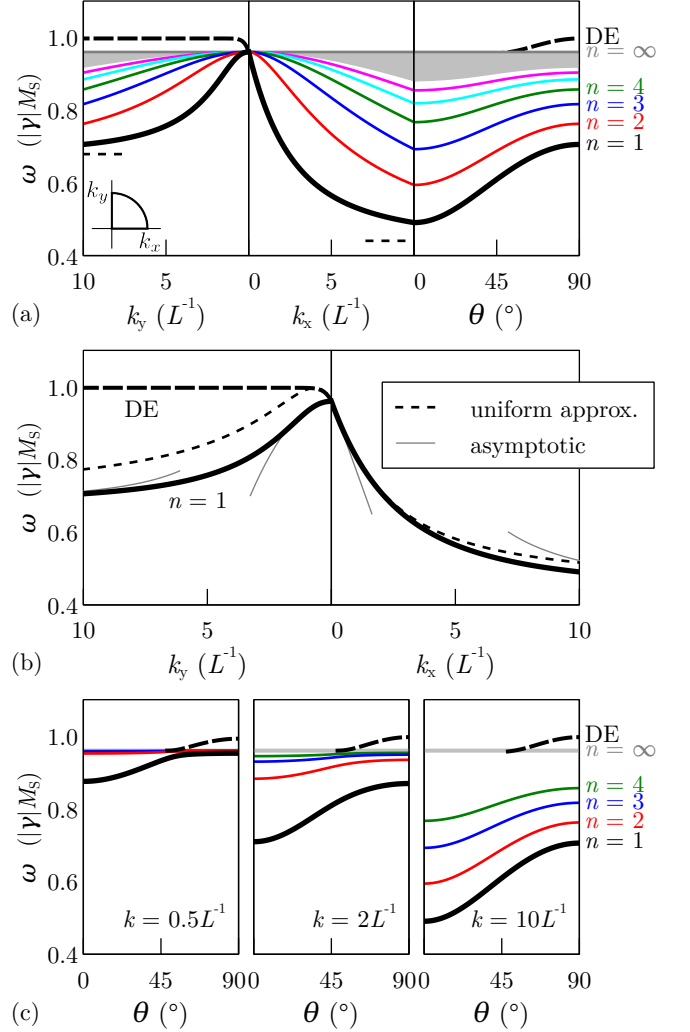 1.0
0.8
0.6
0.4
ω (|γ|M_S)
DE
n = ∞
n = 4
n = 3
n = 2
n = 1
k_y
k_x
10 5 0 5 0 45 90
(a) k_y (L⁻¹) k_x (L⁻¹) θ (°)
1.0
0.8
0.6
0.4
ω (|γ|M_S)
DE
n = 1
uniform approx.
asymptotic
10 5 0 5 10
(b) k_y (L⁻¹) k_x (L⁻¹)
1.0
0.8
0.6
0.4
ω (|γ|M_S)
DE
n = ∞
n = 4
n = 3
n = 2
n = 1
k = 0.5L⁻¹ k = 2L⁻¹ k = 10L⁻¹
0 45 90 0 45 90 0 45 90
(c) θ (°) θ (°) θ (°)